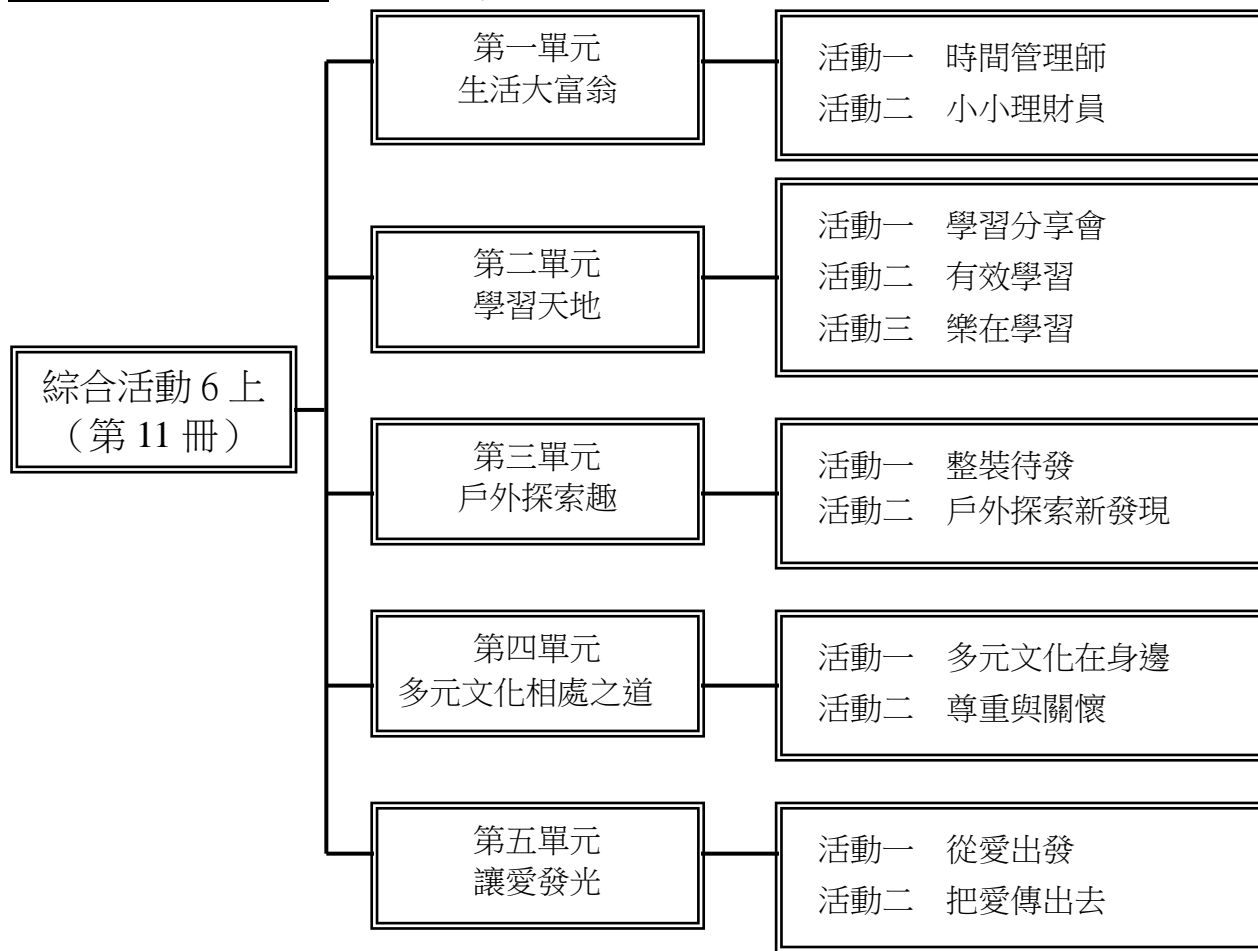 第一單元
生活大富翁
活動一　時間管理師
活動二　小小理財員
第二單元
學習天地
活動一　學習分享會
活動二　有效學習
活動三　樂在學習
綜合活動 6 上
（第 11 冊）
第三單元
戶外探索趣
活動一　整裝待發
活動二　戶外探索新發現
第四單元
多元文化相處之道
活動一　多元文化在身邊
活動二　尊重與關懷
第五單元
讓愛發光
活動一　從愛出發
活動二　把愛傳出去